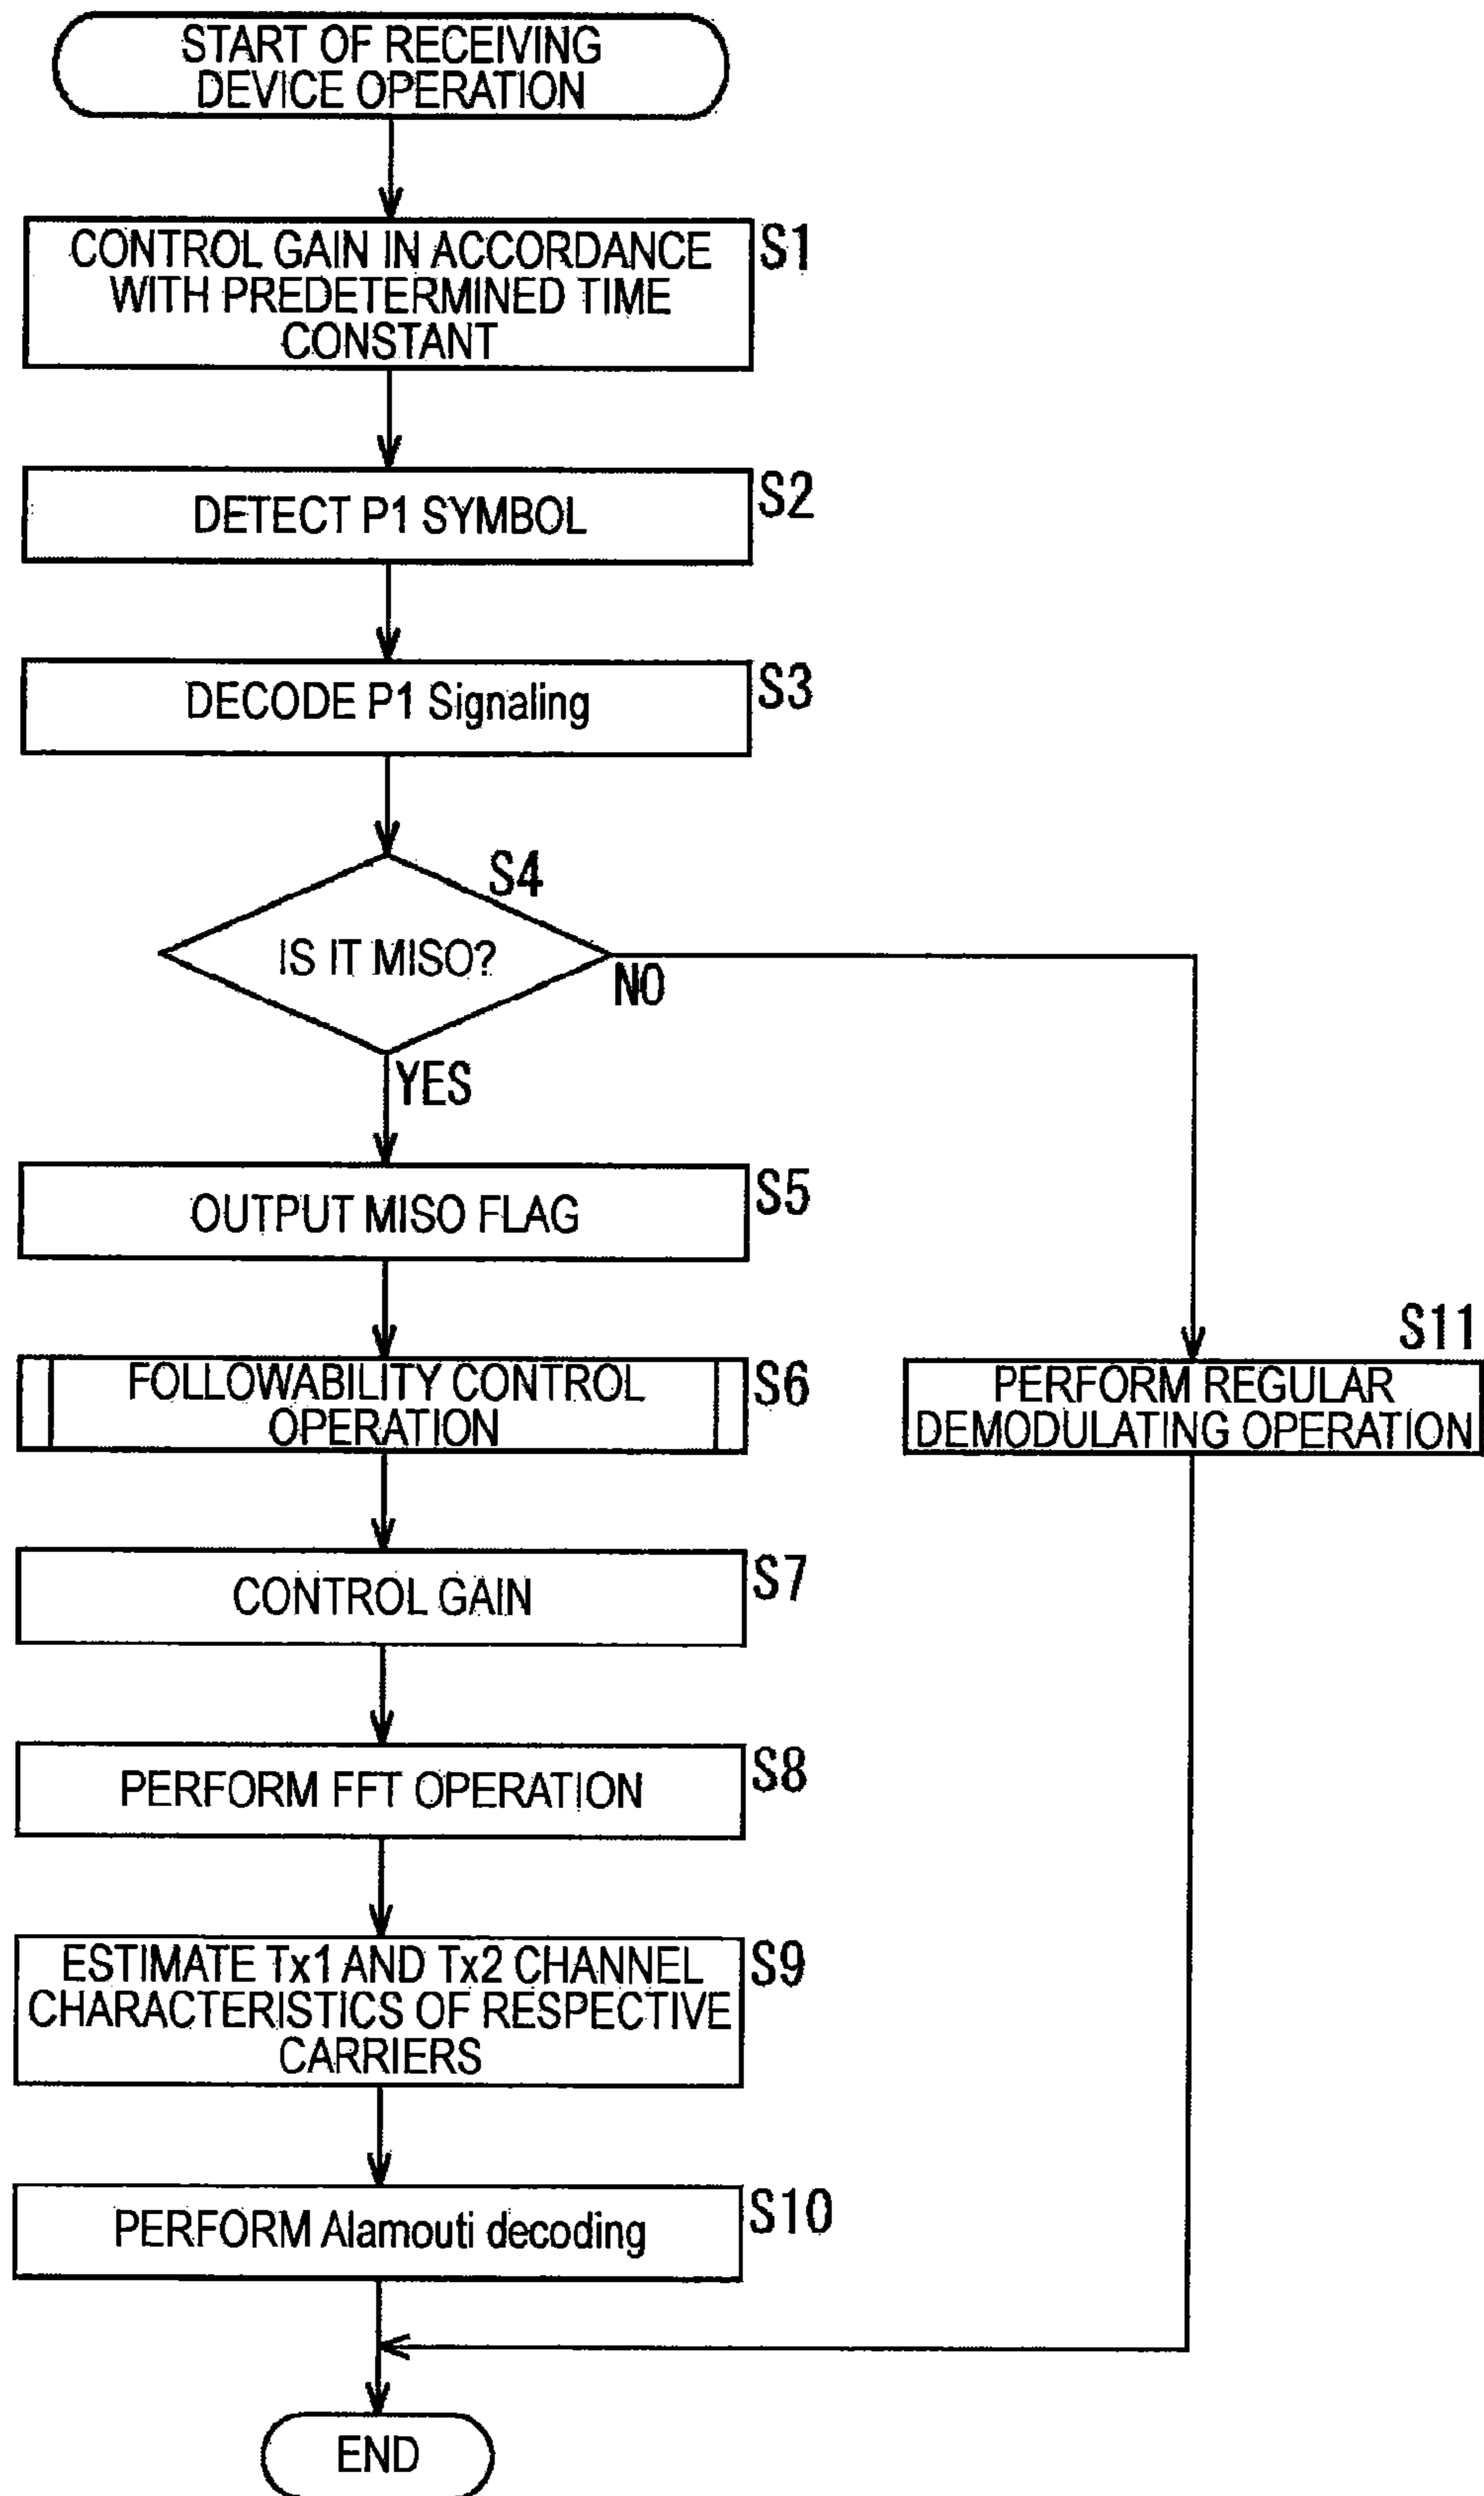 START OF RECEIVING
DEVICE OPERATION
CONTROL GAIN IN ACCORDANCE
WITH PREDETERMINED TIME
CONSTANT
S1
DETECT P1 SYMBOL
S2
DECODE P1 Signaling
S3
S4
IS IT MISO?
NO
YES
OUTPUT MISO FLAG
S5
FOLLOWABILITY CONTROL
OPERATION
S6
S11
PERFORM REGULAR
DEMODULATING OPERATION
CONTROL GAIN
S7
PERFORM FFT OPERATION
S8
ESTIMATE Tx1 AND Tx2 CHANNEL
CHARACTERISTICS OF RESPECTIVE
CARRIERS
S9
PERFORM Alamouti decoding
S10
END